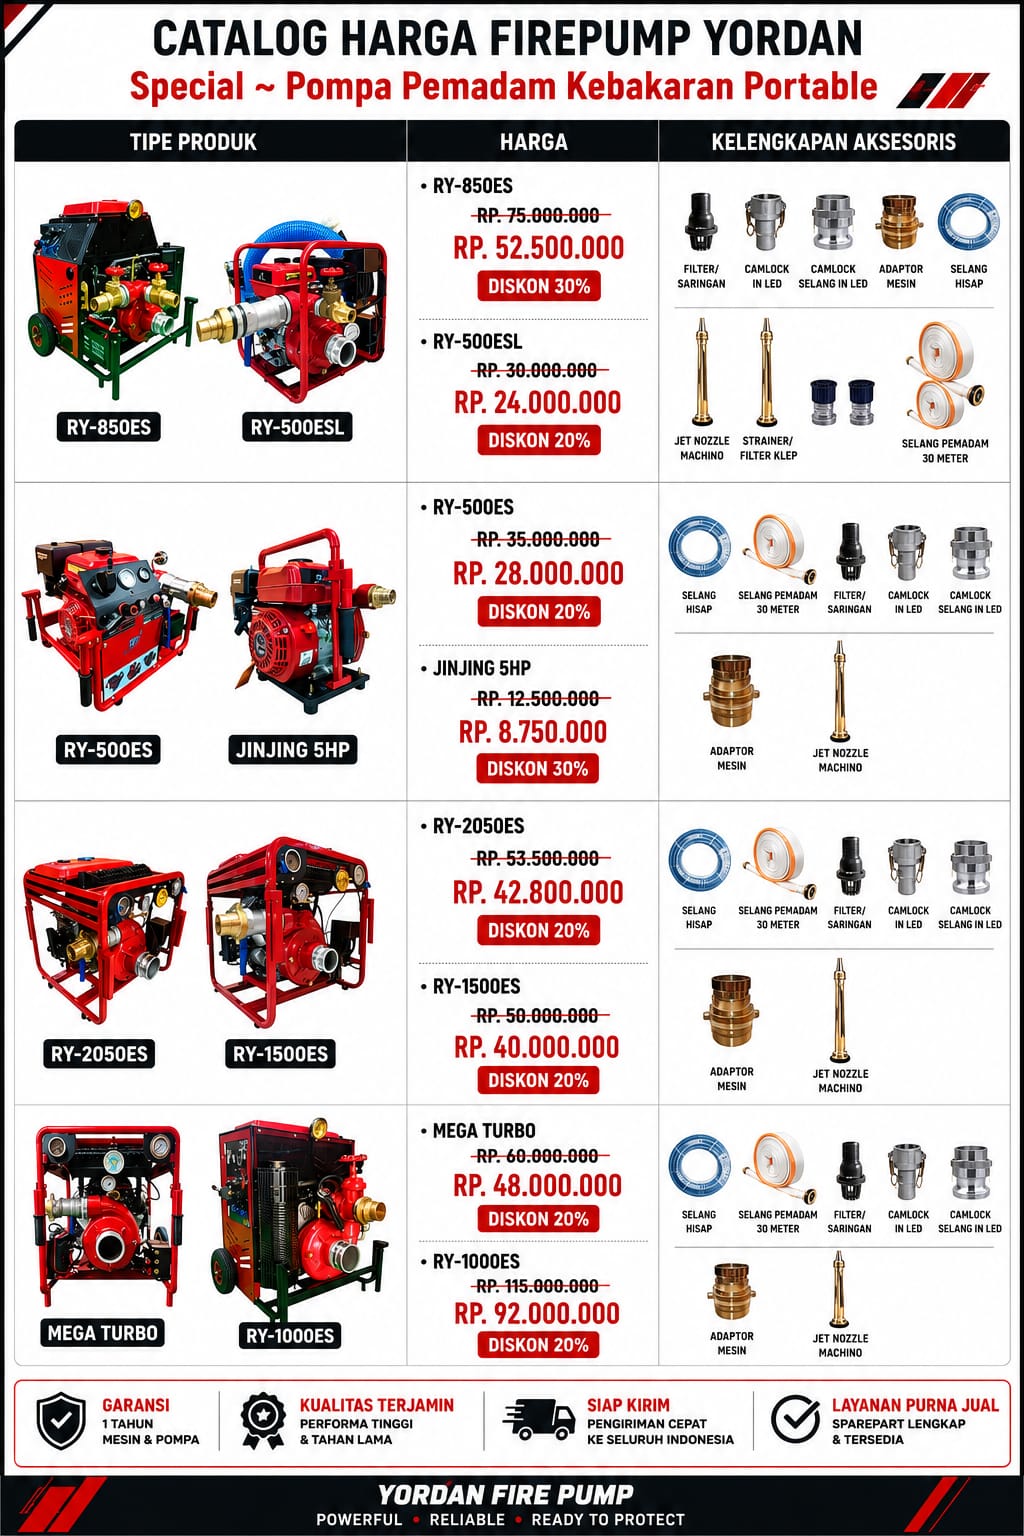 CATALOG HARGA FIREPUMP YORDAN
Special ~ Pompa Pemadam Kebakaran Portable
TIPE PRODUK
HARGA
KELENGKAPAN AKSESORIS
RY-850ES
RY-500ESL
• RY-850ES
RP. 75.000.000
RP. 52.500.000
DISKON 30%
• RY-500ESL
RP. 30.000.000
RP. 24.000.000
DISKON 20%
FILTER/
SARINGAN
CAMLOCK
IN LED
CAMLOCK
SELANG IN LED
ADAPTOR
MESIN
SELANG
HISAP
JET NOZZLE
MACHINO
STRAINER/
FILTER KLEP
SELANG PEMADAM
30 METER
RY-500ES
JINJING 5HP
• RY-500ES
RP. 35.000.000
RP. 28.000.000
DISKON 20%
• JINJING 5HP
RP. 12.500.000
RP. 8.750.000
DISKON 30%
SELANG
HISAP
SELANG PEMADAM
30 METER
FILTER/
SARINGAN
CAMLOCK
IN LED
CAMLOCK
SELANG IN LED
ADAPTOR
MESIN
JET NOZZLE
MACHINO
RY-2050ES
RY-1500ES
• RY-2050ES
RP. 53.500.000
RP. 42.800.000
DISKON 20%
• RY-1500ES
RP. 50.000.000
RP. 40.000.000
DISKON 20%
SELANG
HISAP
SELANG PEMADAM
30 METER
FILTER/
SARINGAN
CAMLOCK
IN LED
CAMLOCK
SELANG IN LED
ADAPTOR
MESIN
JET NOZZLE
MACHINO
MEGA TURBO
RY-1000ES
• MEGA TURBO
RP. 60.000.000
RP. 48.000.000
DISKON 20%
• RY-1000ES
RP. 115.000.000
RP. 92.000.000
DISKON 20%
SELANG
HISAP
SELANG PEMADAM
30 METER
FILTER/
SARINGAN
CAMLOCK
IN LED
CAMLOCK
SELANG IN LED
ADAPTOR
MESIN
JET NOZZLE
MACHINO
GARANSI
1 TAHUN
MESIN & POMPA
KUALITAS TERJAMIN
PERFORMA TINGGI
& TAHAN LAMA
SIAP KIRIM
PENGIRIMAN CEPAT
KE SELURUH INDONESIA
LAYANAN PURNA JUAL
SPAREPART LENGKAP
& TERSEDIA
YORDAN FIRE PUMP
POWERFUL • RELIABLE • READY TO PROTECT